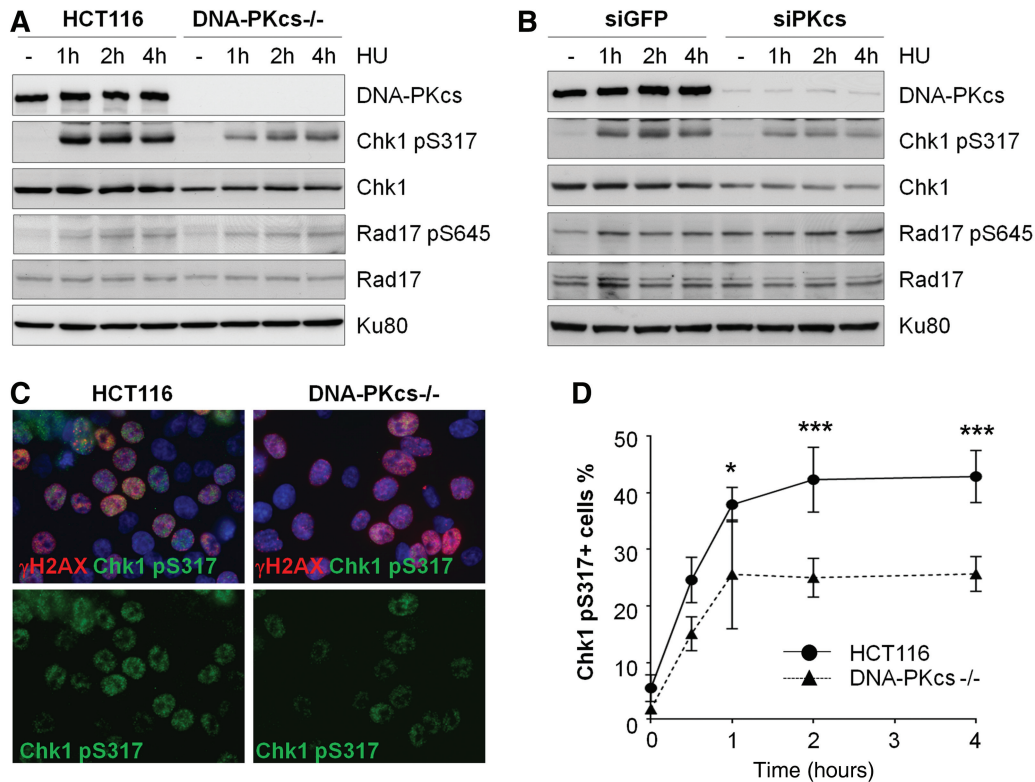 A
HCT116 DNA-PKcs-/-
- 1h 2h 4h - 1h 2h 4h HU
DNA-PKcs
Chk1 pS317
Chk1
Rad17 pS645
Rad17
Ku80
B
siGFP siPKcs
- 1h 2h 4h - 1h 2h 4h HU
DNA-PKcs
Chk1 pS317
Chk1
Rad17 pS645
Rad17
Ku80
C
HCT116 DNA-PKcs-/-
γH2AX Chk1 pS317
γH2AX Chk1 pS317
Chk1 pS317
Chk1 pS317
D
Chk1 pS317+ cells %
50
40
30
20
10
0
* *** ***
HCT116
DNA-PKcs -/-
0 1 2 3 4
Time (hours)